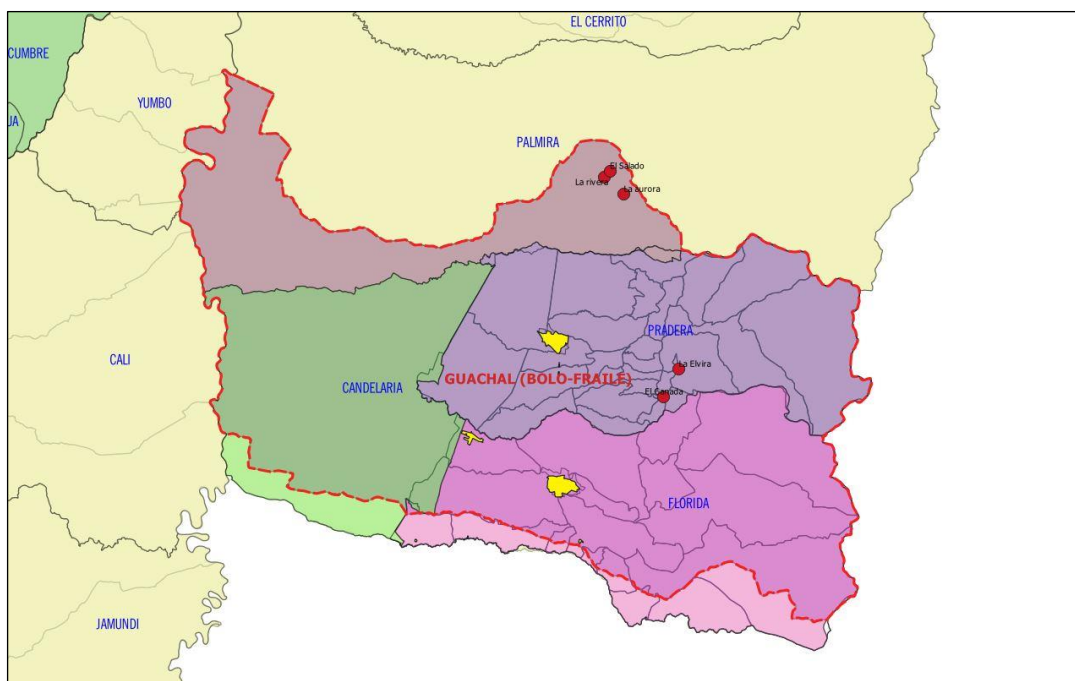 EL CERRITO
CUMBRE
YUMBO
JA
PALMIRA
El Salado
La rivera
La aurora
PRADERA
CALI
La Elvira
GUACHAL (BOLO-FRAILE)
CANDELARIA
FLORIDA
JAMUNDI